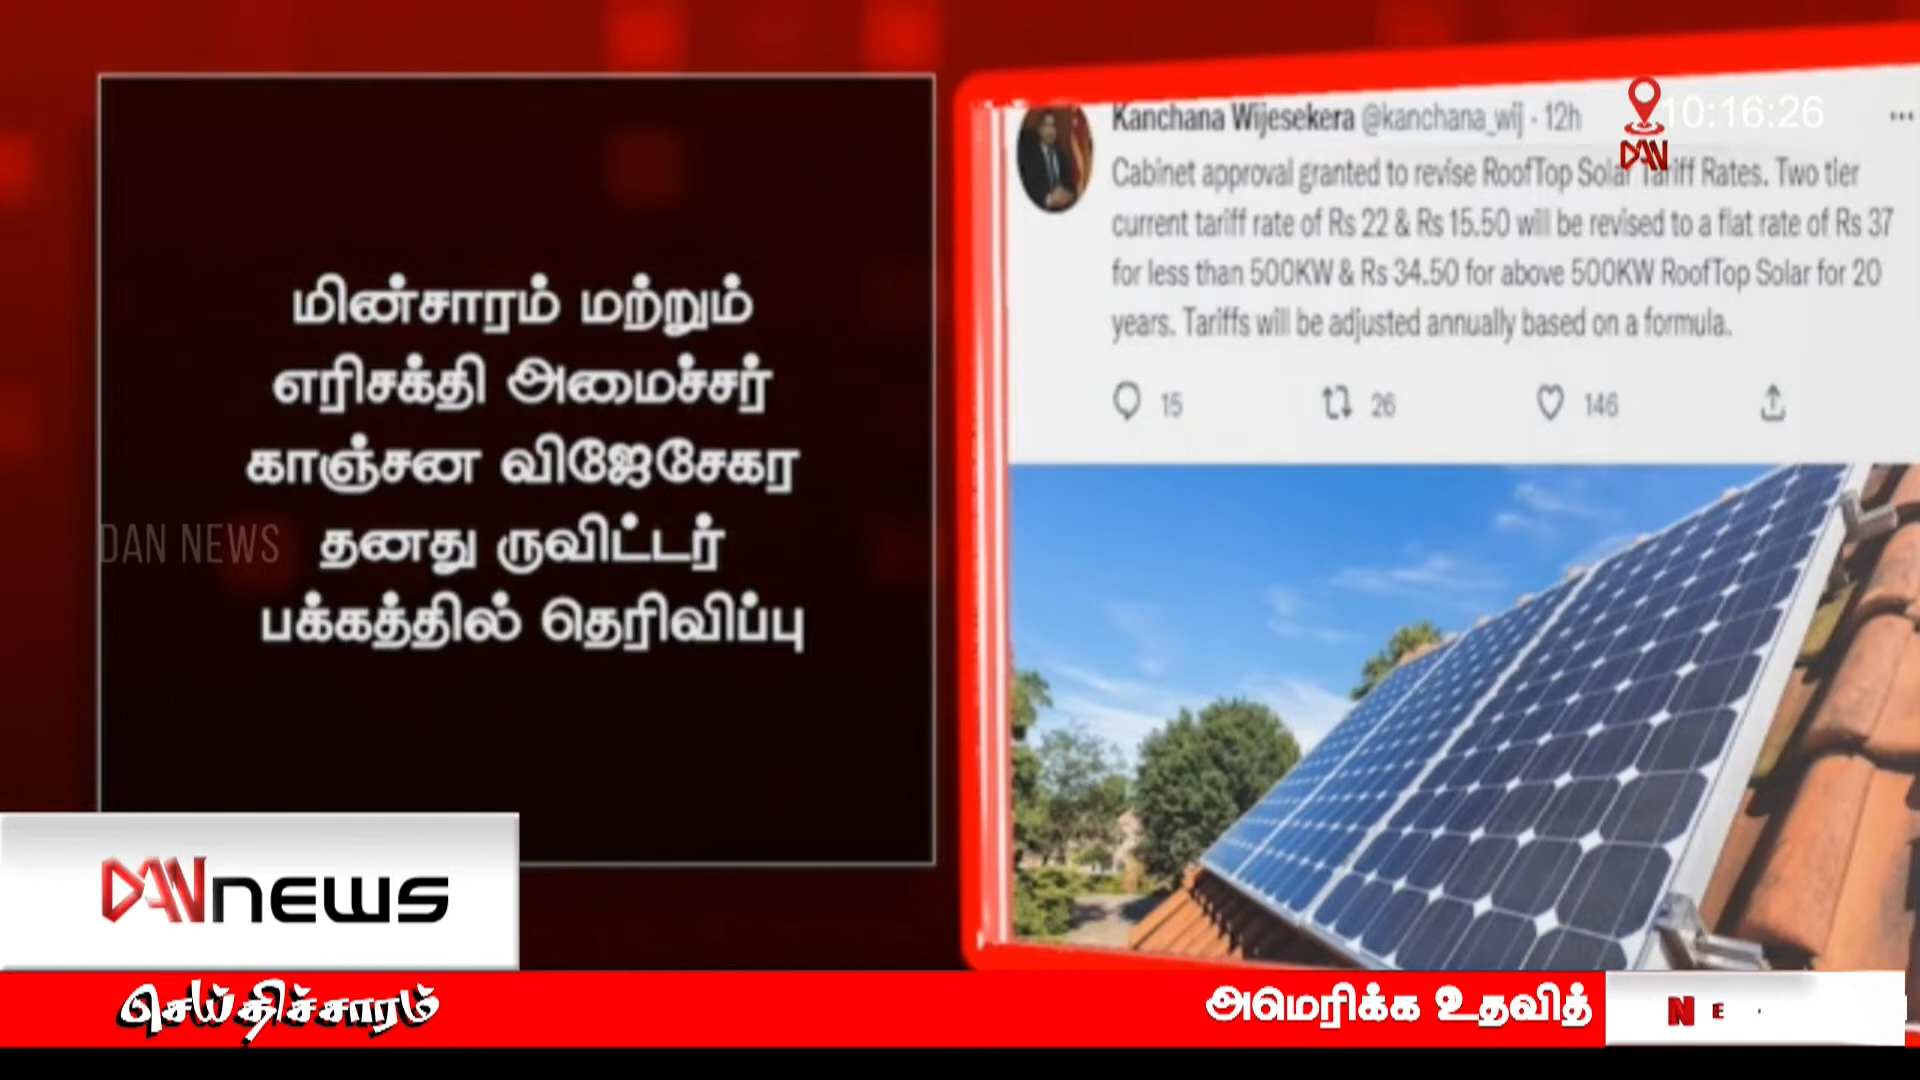 மின்சாரம் மற்றும்
எரிசக்தி அமைச்சர்
காஞ்சன விஜேசேகர
தனது ருவிட்டர்
பக்கத்தில் தெரிவிப்பு
DAN NEWS
Kanchana Wijesekera @kanchana_wij · 12h
Cabinet approval granted to revise RoofTop Solar Tariff Rates. Two tier
current tariff rate of Rs 22 & Rs 15.50 will be revised to a flat rate of Rs 37
for less than 500KW & Rs 34.50 for above 500KW RoofTop Solar for 20
years. Tariffs will be adjusted annually based on a formula.
15 26 146
10:16:26
DAN
DAN NEWS
செய்திச்சாரம்
அமெரிக்க உதவித்
N E